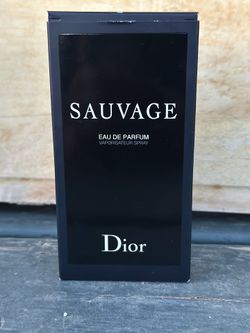 SAUVAGE
EAU DE PARFUM
VAPORISATEUR SPRAY
Dior